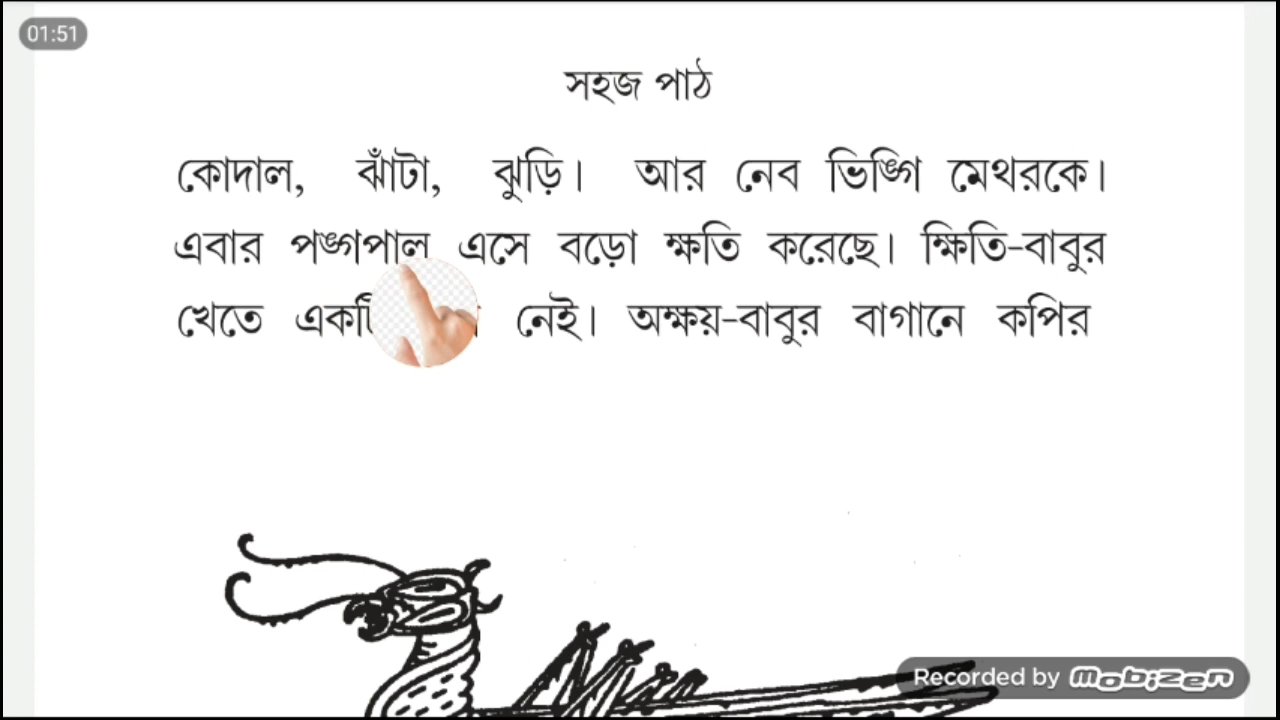 01:51
সহজ পাঠ
কোদাল, ঝাঁটা, ঝুড়ি। আর নেব ভিঙ্গি মেথরকে।
এবার পঙ্গপাল এসে বড়ো ক্ষতি করেছে। ক্ষিতি-বাবুর
খেতে নেই। অক্ষয়-বাবুর বাগানে কপির
Recorded by mobizen